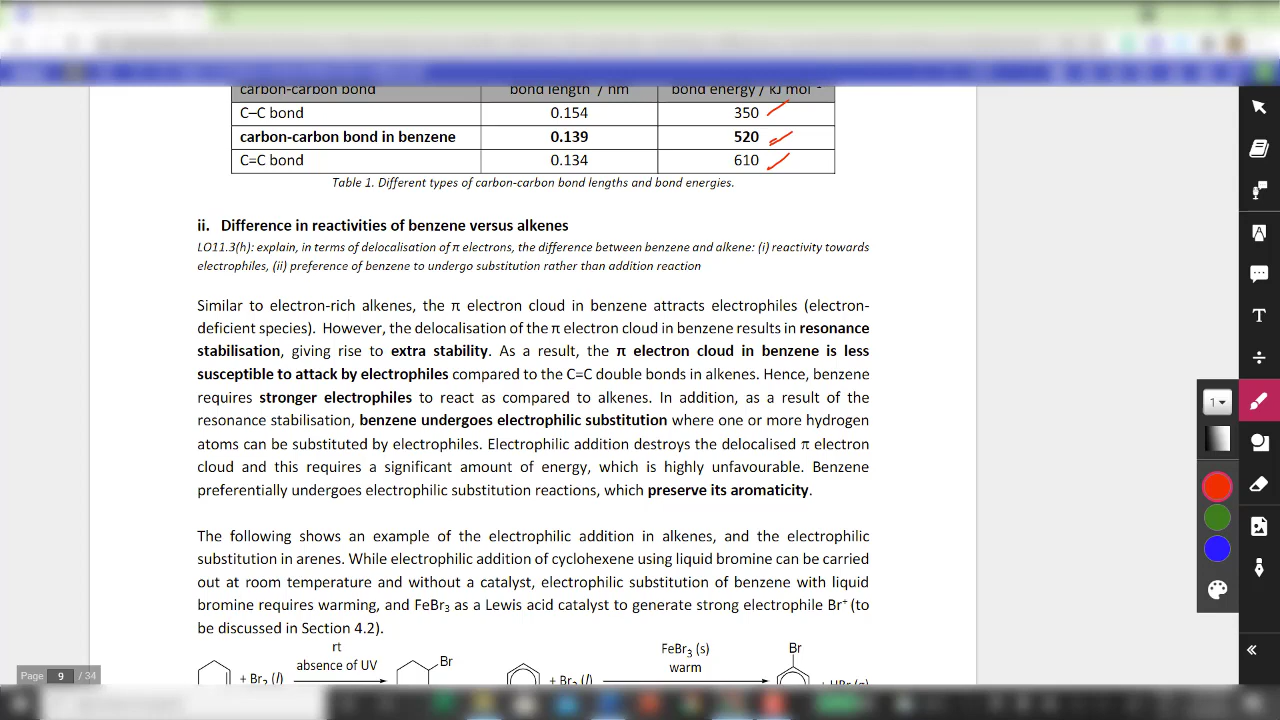 carbon-carbon bond bond length / nm bond energy / kJ mol⁻
C–C bond 0.154 350
carbon-carbon bond in benzene 0.139 520
C=C bond 0.134 610
Table 1. Different types of carbon-carbon bond lengths and bond energies.
ii. Difference in reactivities of benzene versus alkenes
LO11.3(h): explain, in terms of delocalisation of π electrons, the difference between benzene and alkene: (i) reactivity towards
electrophiles, (ii) preference of benzene to undergo substitution rather than addition reaction
Similar to electron-rich alkenes, the π electron cloud in benzene attracts electrophiles (electron-
deficient species). However, the delocalisation of the π electron cloud in benzene results in resonance
stabilisation, giving rise to extra stability. As a result, the π electron cloud in benzene is less
susceptible to attack by electrophiles compared to the C=C double bonds in alkenes. Hence, benzene
requires stronger electrophiles to react as compared to alkenes. In addition, as a result of the
resonance stabilisation, benzene undergoes electrophilic substitution where one or more hydrogen
atoms can be substituted by electrophiles. Electrophilic addition destroys the delocalised π electron
cloud and this requires a significant amount of energy, which is highly unfavourable. Benzene
preferentially undergoes electrophilic substitution reactions, which preserve its aromaticity.
The following shows an example of the electrophilic addition in alkenes, and the electrophilic
substitution in arenes. While electrophilic addition of cyclohexene using liquid bromine can be carried
out at room temperature and without a catalyst, electrophilic substitution of benzene with liquid
bromine requires warming, and FeBr₃ as a Lewis acid catalyst to generate strong electrophile Br⁺ (to
be discussed in Section 4.2).
rt
absence of UV
Br
FeBr₃ (s)
warm
Br
+ Br₂ (l)
+ Br₂ (l)
+ HBr (g)
Page 9 / 34
1
T